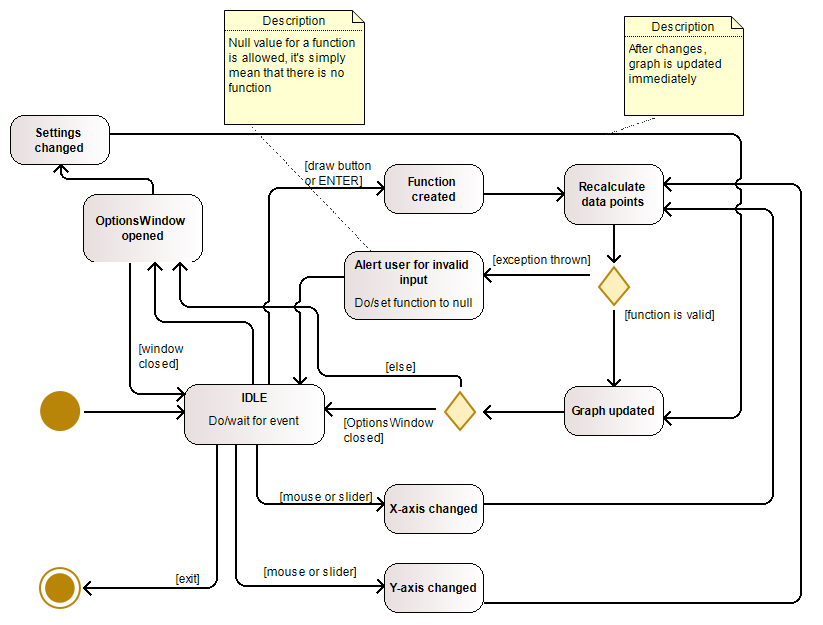 Description
Null value for a function
is allowed, it's simply
mean that there is no
function
Description
After changes,
graph is updated
immediately
Settings
changed
[draw button
or ENTER]
Function
created
Recalculate
data points
OptionsWindow
opened
Alert user for invalid
input
Do/set function to null
[exception thrown]
[function is valid]
[window
closed]
[else]
IDLE
Do/wait for event
[OptionsWindow
closed]
Graph updated
[mouse or slider]
X-axis changed
[exit]
[mouse or slider]
Y-axis changed